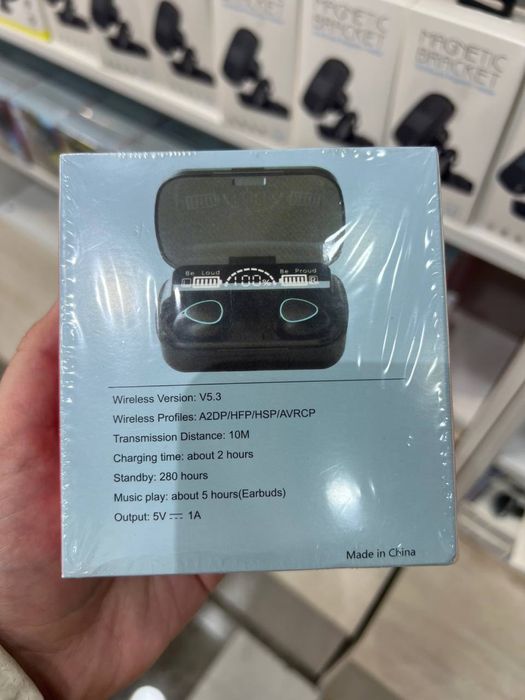 MAGNETIC
BRACKET
MAGNETIC
BRACKET
Be Loud
Be Proud
100%
Wireless Version: V5.3
Wireless Profiles: A2DP/HFP/HSP/AVRCP
Transmission Distance: 10M
Charging time: about 2 hours
Standby: 280 hours
Music play: about 5 hours(Earbuds)
Output: 5V⎓ 1A
Made in China